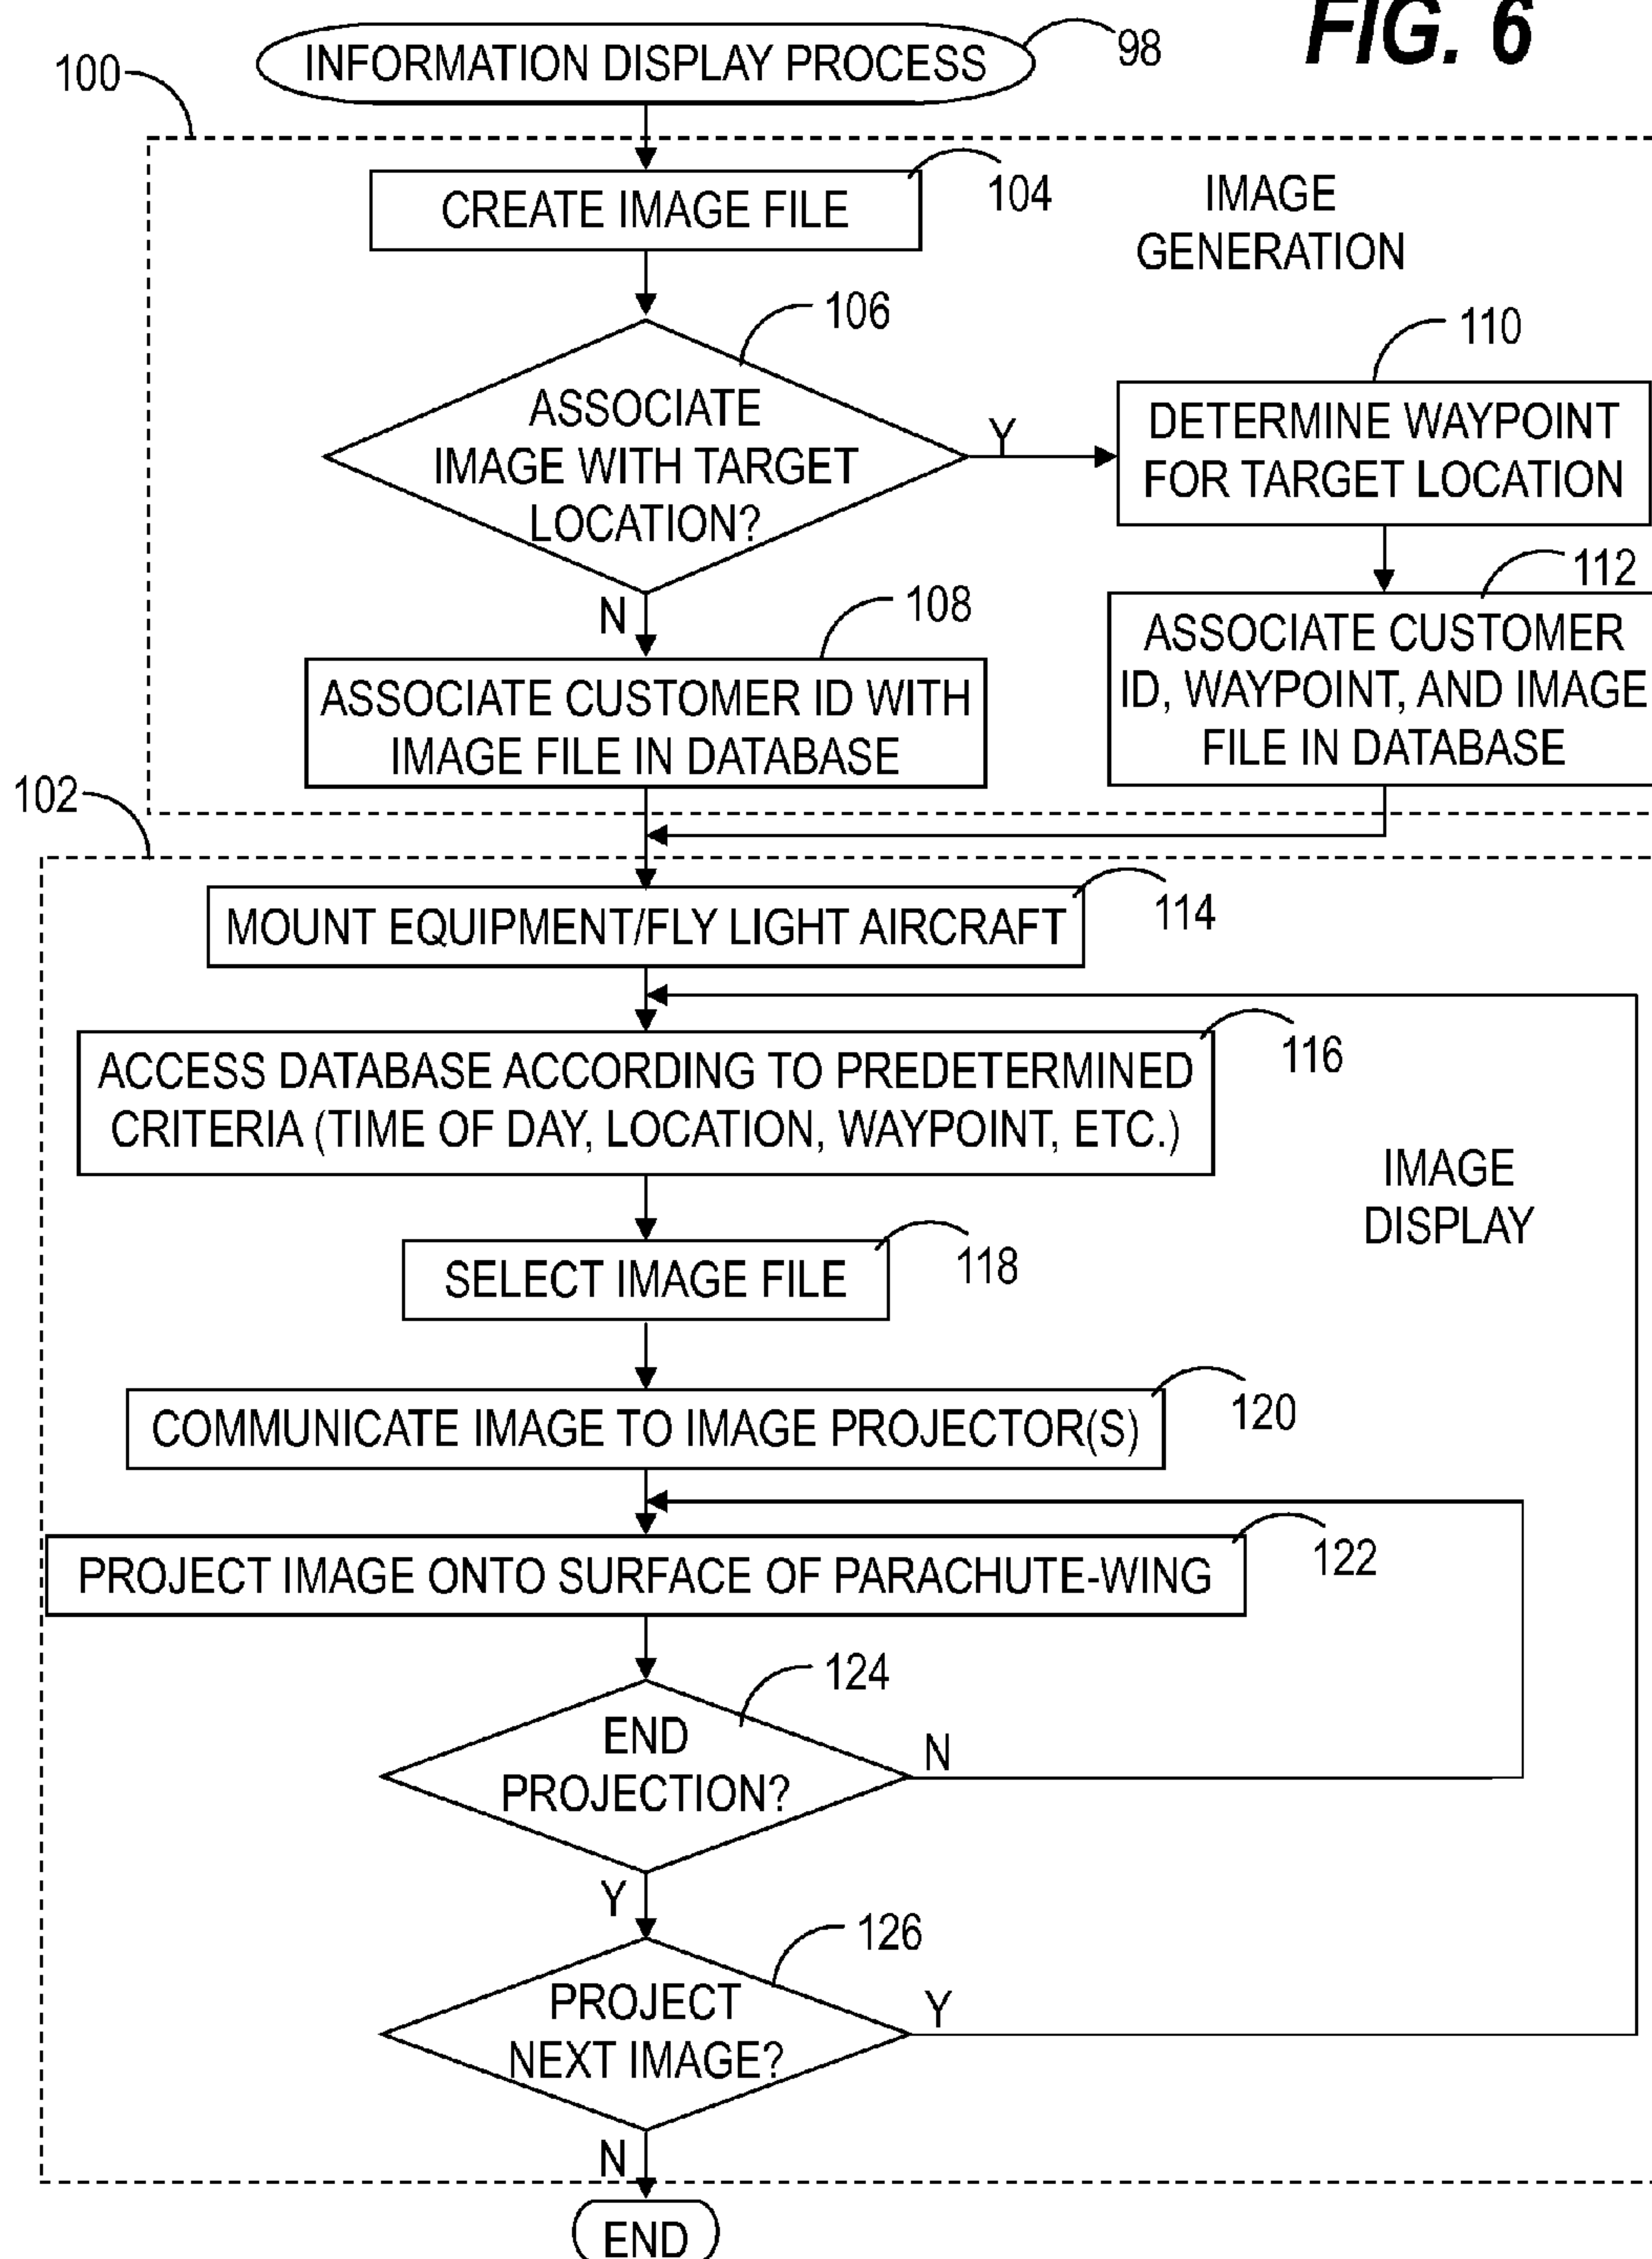 FIG. 6
INFORMATION DISPLAY PROCESS
98
100
CREATE IMAGE FILE
104
IMAGE
GENERATION
106
ASSOCIATE
IMAGE WITH TARGET
LOCATION?
Y
N
110
DETERMINE WAYPOINT
FOR TARGET LOCATION
112
ASSOCIATE CUSTOMER
ID, WAYPOINT, AND IMAGE
FILE IN DATABASE
108
ASSOCIATE CUSTOMER ID WITH
IMAGE FILE IN DATABASE
102
MOUNT EQUIPMENT/FLY LIGHT AIRCRAFT
114
ACCESS DATABASE ACCORDING TO PREDETERMINED
CRITERIA (TIME OF DAY, LOCATION, WAYPOINT, ETC.)
116
IMAGE
DISPLAY
SELECT IMAGE FILE
118
COMMUNICATE IMAGE TO IMAGE PROJECTOR(S)
120
PROJECT IMAGE ONTO SURFACE OF PARACHUTE-WING
122
124
END
PROJECTION?
N
Y
126
PROJECT
NEXT IMAGE?
Y
N
END